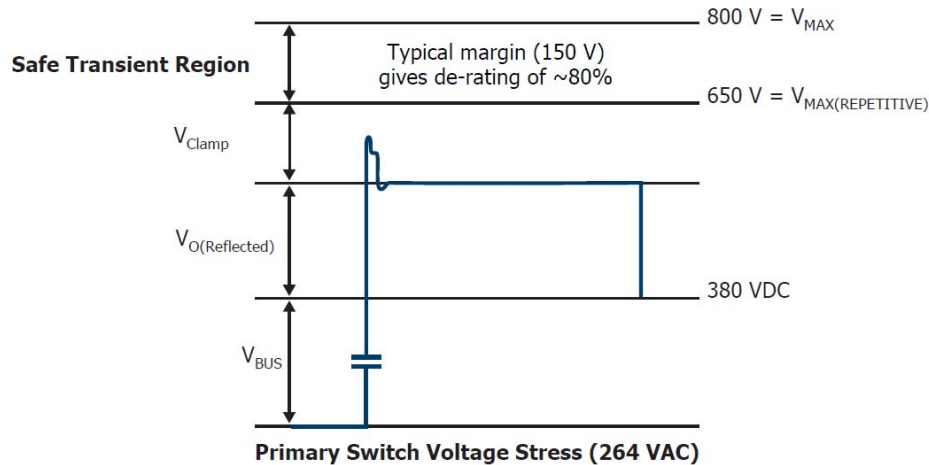 800 V = VMAX
Safe Transient Region
Typical margin (150 V)
gives de-rating of ~80%
650 V = VMAX(REPETITIVE)
VClamp
VO(Reflected)
380 VDC
VBUS
Primary Switch Voltage Stress (264 VAC)